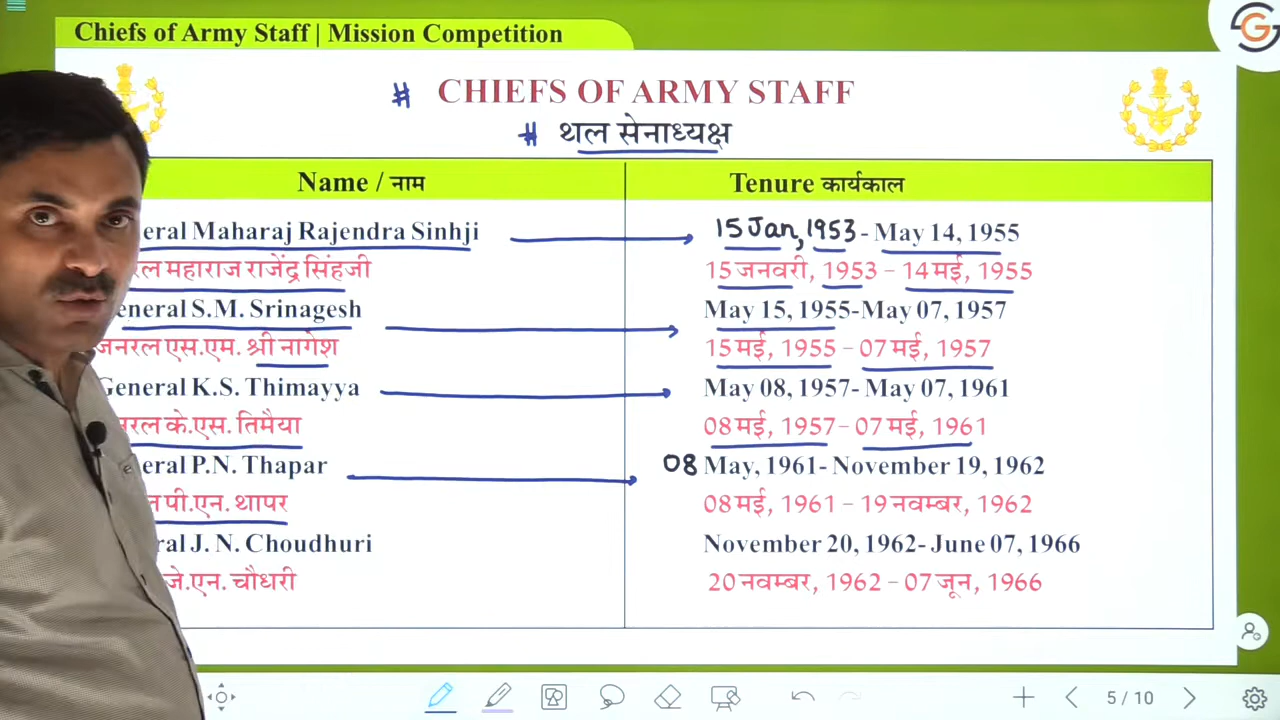 Chiefs of Army Staff | Mission Competition
# CHIEFS OF ARMY STAFF
# थल सेनाध्यक्ष
Name / नाम Tenure कार्यकाल
eral Maharaj Rajendra Sinhji 15 Jan, 1953 - May 14, 1955
रल महाराज राजेंद्र सिंहजी 15 जनवरी, 1953 – 14 मई, 1955
eneral S.M. Srinagesh May 15, 1955-May 07, 1957
जनरल एस.एम. श्री नागेश 15 मई, 1955 – 07 मई, 1957
General K.S. Thimayya May 08, 1957- May 07, 1961
नरल के.एस. तिमैया 08 मई, 1957– 07 मई, 1961
eral P.N. Thapar 08 May, 1961- November 19, 1962
ल पी.एन. थापर 08 मई, 1961 – 19 नवम्बर, 1962
ral J. N. Choudhuri November 20, 1962- June 07, 1966
जे.एन. चौधरी 20 नवम्बर, 1962 – 07 जून, 1966
5 / 10